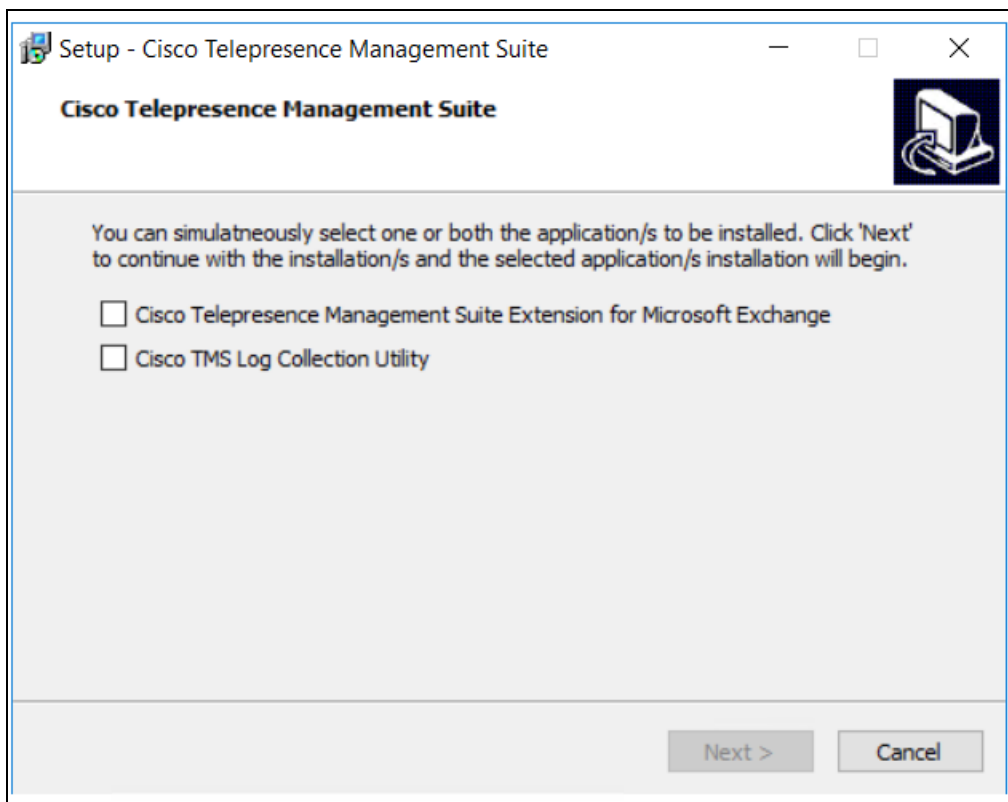 Setup - Cisco Telepresence Management Suite
Cisco Telepresence Management Suite
You can simulatneously select one or both the application/s to be installed. Click 'Next'
to continue with the installation/s and the selected application/s installation will begin.
Cisco Telepresence Management Suite Extension for Microsoft Exchange
Cisco TMS Log Collection Utility
Next >
Cancel